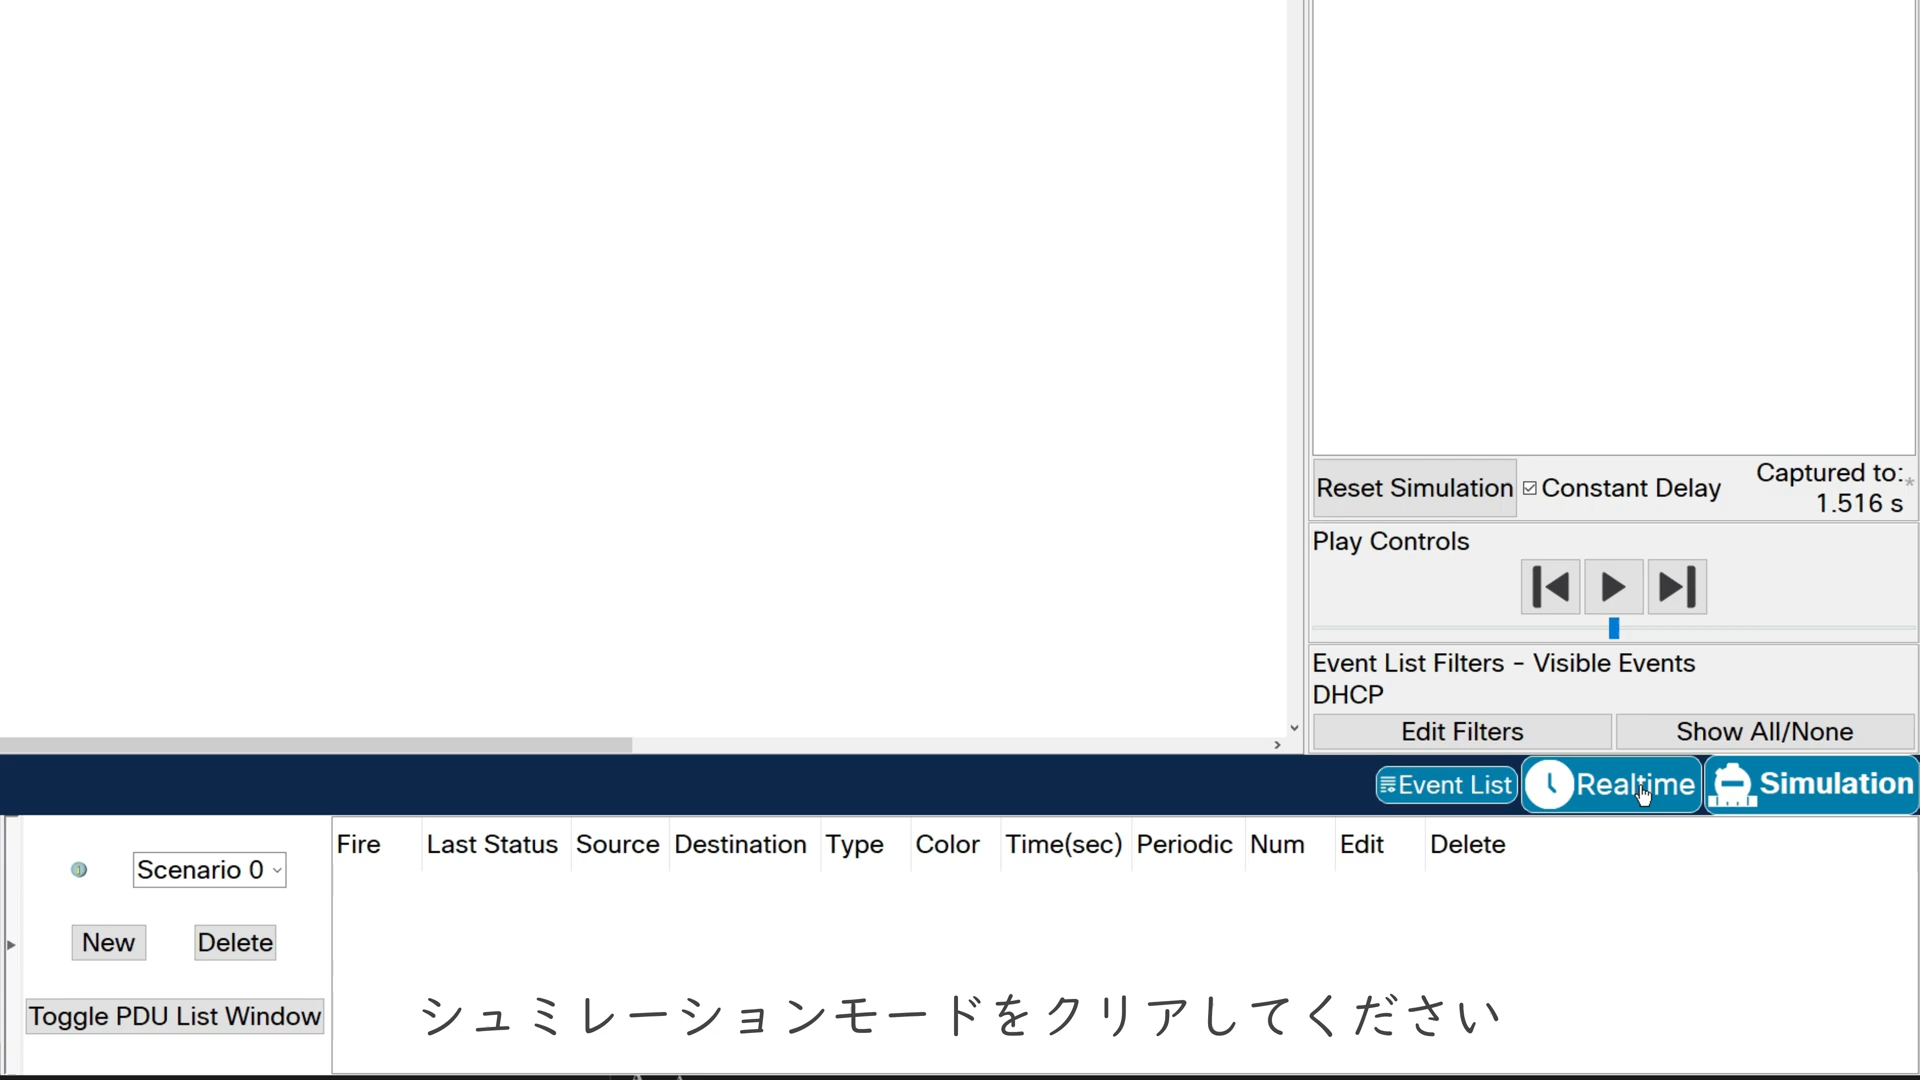 Reset Simulation
Constant Delay
Captured to:*
1.516 s
Play Controls
Event List Filters - Visible Events
DHCP
Edit Filters
Show All/None
Event List
Realtime
Simulation
Scenario 0
New
Delete
Toggle PDU List Window
Fire Last Status Source Destination Type Color Time(sec) Periodic Num Edit Delete
シュミレーションモードをクリアしてください